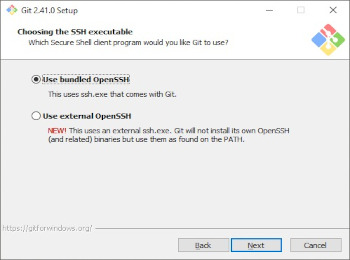 Git 2.41.0 Setup
Choosing the SSH executable
Which Secure Shell client program would you like Git to use?
Use bundled OpenSSH
This uses ssh.exe that comes with Git.
Use external OpenSSH
NEW! This uses an external ssh.exe. Git will not install its own OpenSSH
(and related) binaries but use them as found on the PATH.
https://gitforwindows.org/
Back Next Cancel